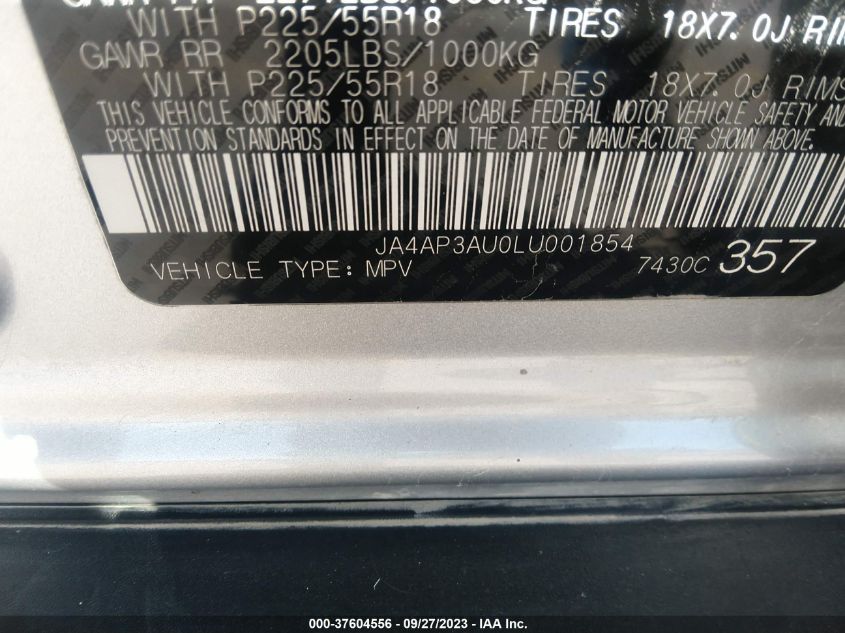 WITH P225/55R18 TIRES 18X7.0J RIM
GAWR RR 2205LBS/1000KG
WITH P225/55R18 TIRES 18X7.0J RIMS
THIS VEHICLE CONFORMS TO ALL APPLICABLE FEDERAL MOTOR VEHICLE SAFETY AND
PREVENTION STANDARDS IN EFFECT ON THE DATE OF MANUFACTURE SHOWN ABOVE.
JA4AP3AU0LU001854
VEHICLE TYPE: MPV 7430C 357
000-37604556 - 09/27/2023 - IAA Inc.